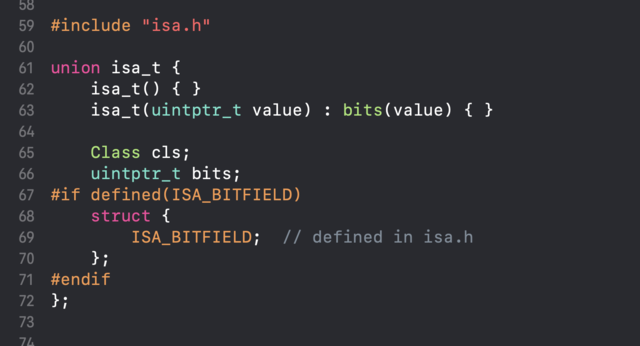 58
59 #include "isa.h"
60
61 union isa_t {
62     isa_t() { }
63     isa_t(uintptr_t value) : bits(value) { }
64
65     Class cls;
66     uintptr_t bits;
67 #if defined(ISA_BITFIELD)
68     struct {
69         ISA_BITFIELD;  // defined in isa.h
70     };
71 #endif
72 };
73
74